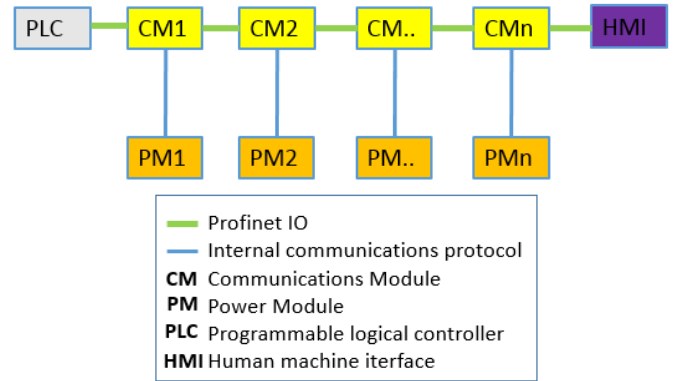 PLC CM1 CM2 CM.. CMn HMI
PM1 PM2 PM.. PMn
Profinet IO
Internal communications protocol
CM Communications Module
PM Power Module
PLC Programmable logical controller
HMI Human machine iterface